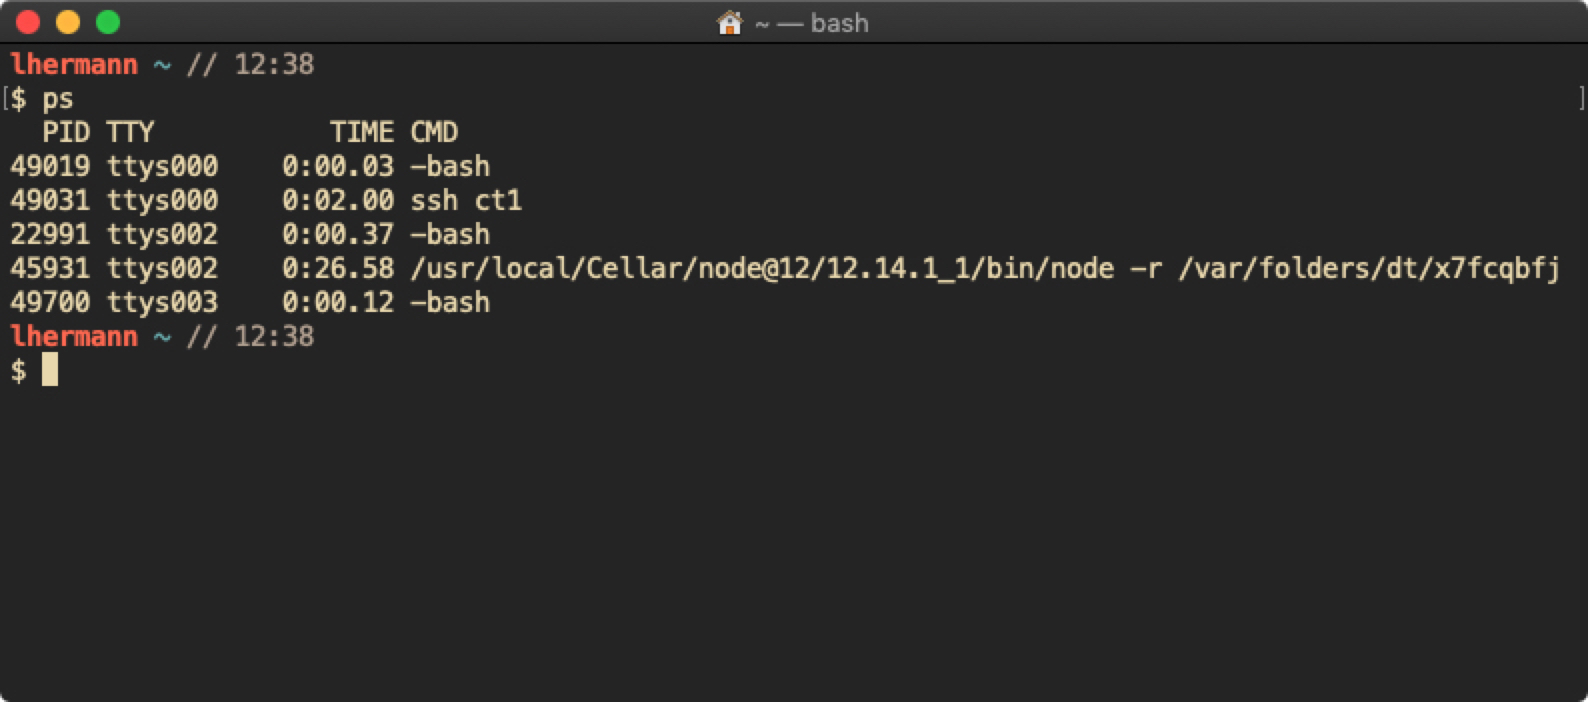 ~ — bash
lhermann ~ // 12:38
[$ ps ]
  PID TTY           TIME CMD
49019 ttys000    0:00.03 -bash
49031 ttys000    0:02.00 ssh ct1
22991 ttys002    0:00.37 -bash
45931 ttys002    0:26.58 /usr/local/Cellar/node@12/12.14.1_1/bin/node -r /var/folders/dt/x7fcqbfj
49700 ttys003    0:00.12 -bash
lhermann ~ // 12:38
$